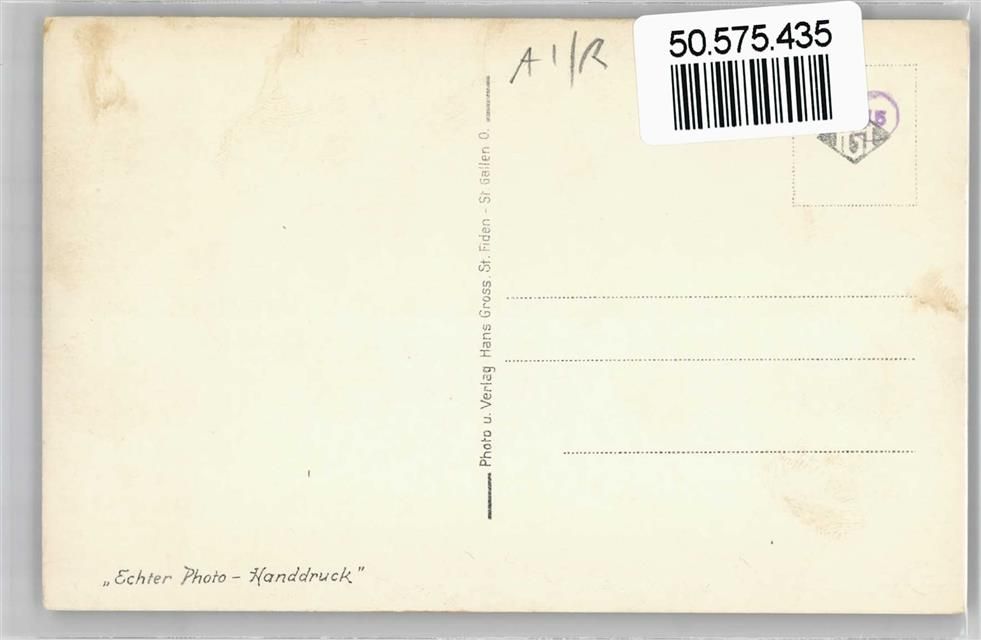 50.575.435
A1/R
Photo u. Verlag Hans Gross, St. Fiden - St. Gallen O.
„Echter Photo - Handdruck"